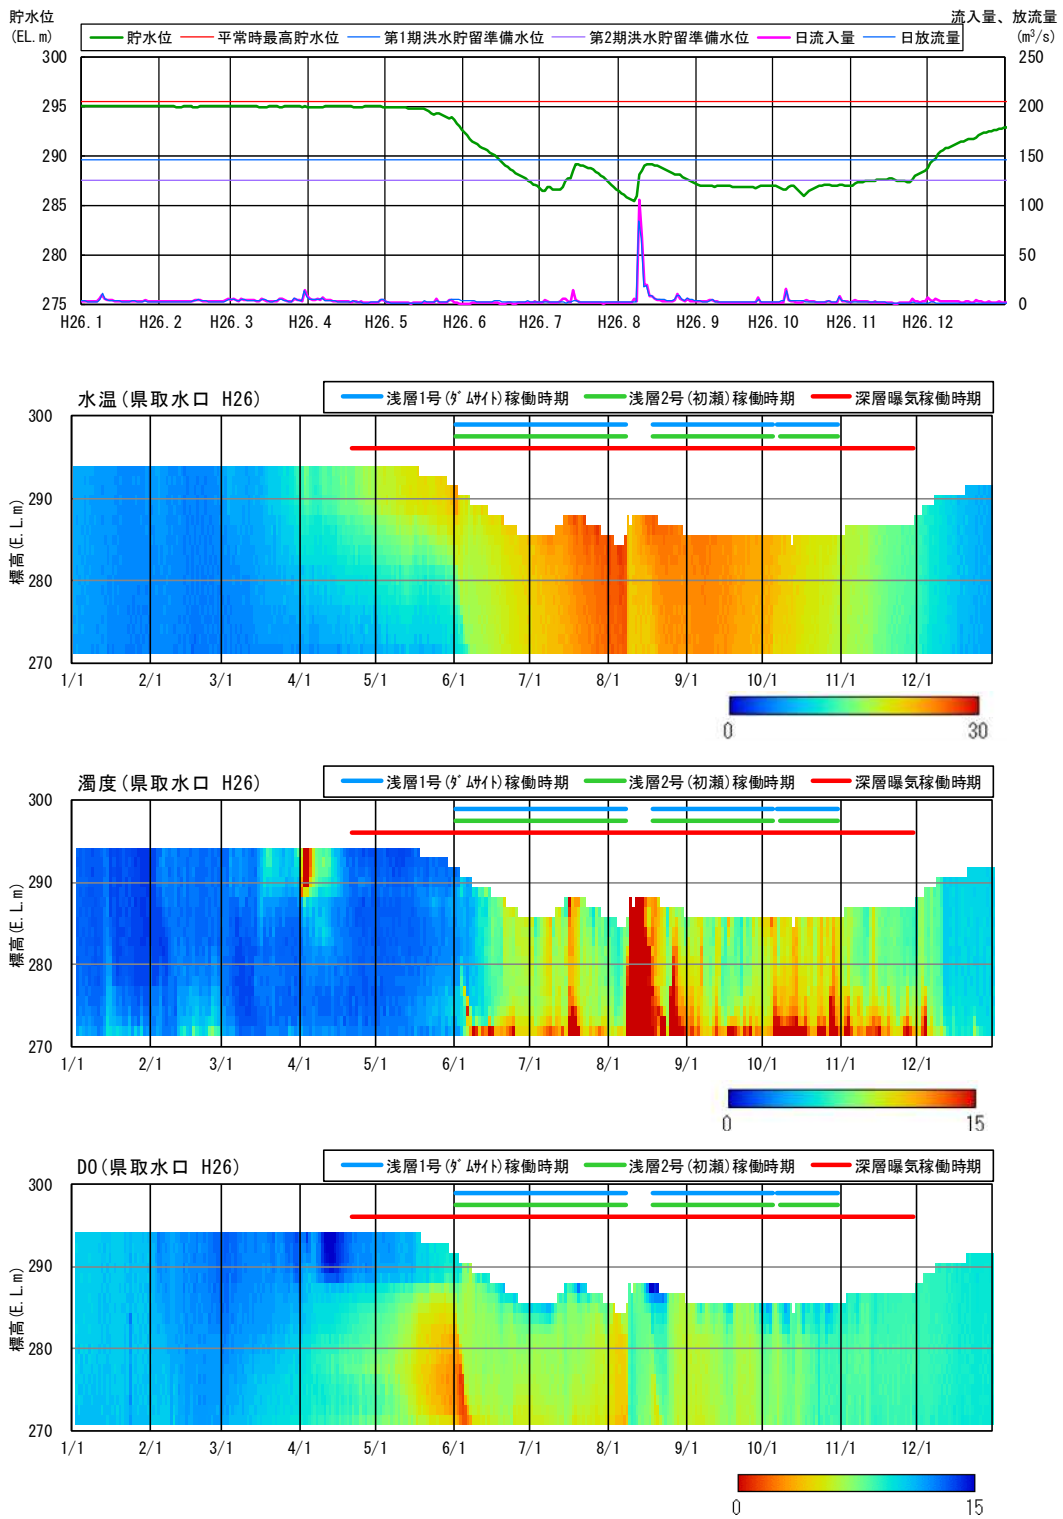 貯水位
(EL.m)
流入量、放流量
(m³/s)
貯水位 平常時最高貯水位 第1期洪水貯留準備水位 第2期洪水貯留準備水位 日流入量 日放流量
300 250
295 200
290 150
285 100
280 50
275 0
H26.1 H26.2 H26.3 H26.4 H26.5 H26.6 H26.7 H26.8 H26.9 H26.10 H26.11 H26.12
水温(県取水口 H26)
浅層1号(ﾀﾞﾑｻｲﾄ)稼働時期 浅層2号(初瀬)稼働時期 深層曝気稼働時期
標高(E.L.m)
300
290
280
270
1/1 2/1 3/1 4/1 5/1 6/1 7/1 8/1 9/1 10/1 11/1 12/1
0 30
濁度(県取水口 H26)
浅層1号(ﾀﾞﾑｻｲﾄ)稼働時期 浅層2号(初瀬)稼働時期 深層曝気稼働時期
標高(E.L.m)
300
290
280
270
1/1 2/1 3/1 4/1 5/1 6/1 7/1 8/1 9/1 10/1 11/1 12/1
0 15
DO(県取水口 H26)
浅層1号(ﾀﾞﾑｻｲﾄ)稼働時期 浅層2号(初瀬)稼働時期 深層曝気稼働時期
標高(E.L.m)
300
290
280
270
1/1 2/1 3/1 4/1 5/1 6/1 7/1 8/1 9/1 10/1 11/1 12/1
0 15